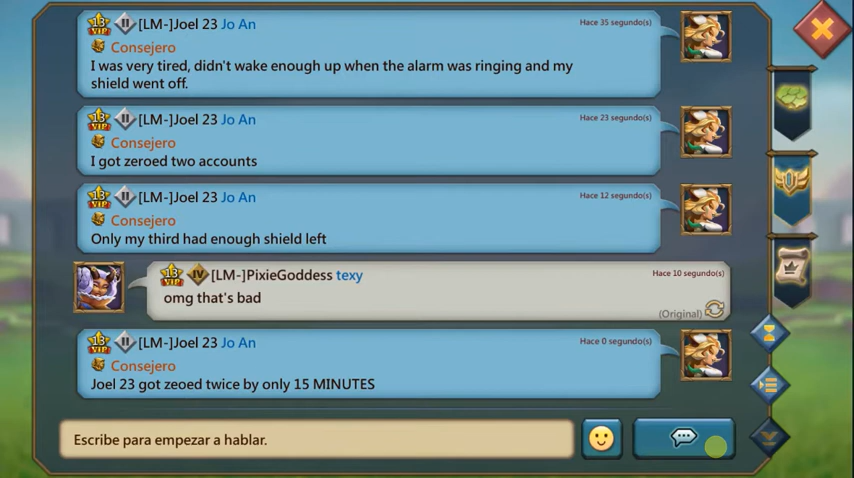 13 VIP II [LM-]Joel 23 Jo An Hace 35 segundo(s)
Consejero
I was very tired, didn't wake enough up when the alarm was ringing and my
shield went off.
13 VIP II [LM-]Joel 23 Jo An Hace 23 segundo(s)
Consejero
I got zeroed two accounts
13 VIP II [LM-]Joel 23 Jo An Hace 12 segundo(s)
Consejero
Only my third had enough shield left
13 VIP IV [LM-]PixieGoddess texy Hace 10 segundo(s)
omg that's bad
(Original)
13 VIP II [LM-]Joel 23 Jo An Hace 0 segundo(s)
Consejero
Joel 23 got zeoed twice by only 15 MINUTES
Escribe para empezar a hablar.